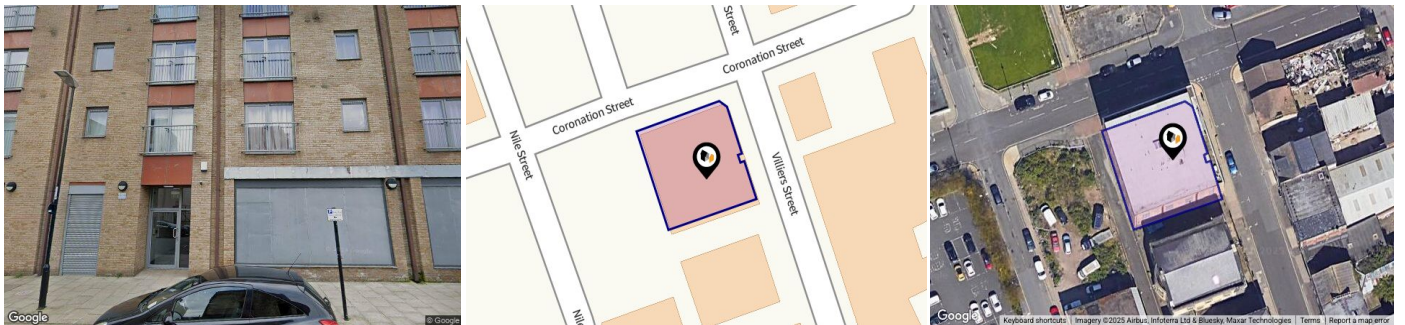 Google
© Google
Street
Coronation Street
Coronation Street
Nile Street
Villiers Street
Nile
Google
Keyboard shortcuts
Imagery ©2025 Airbus, Infoterra Ltd & Bluesky, Maxar Technologies
Terms
Report a map error